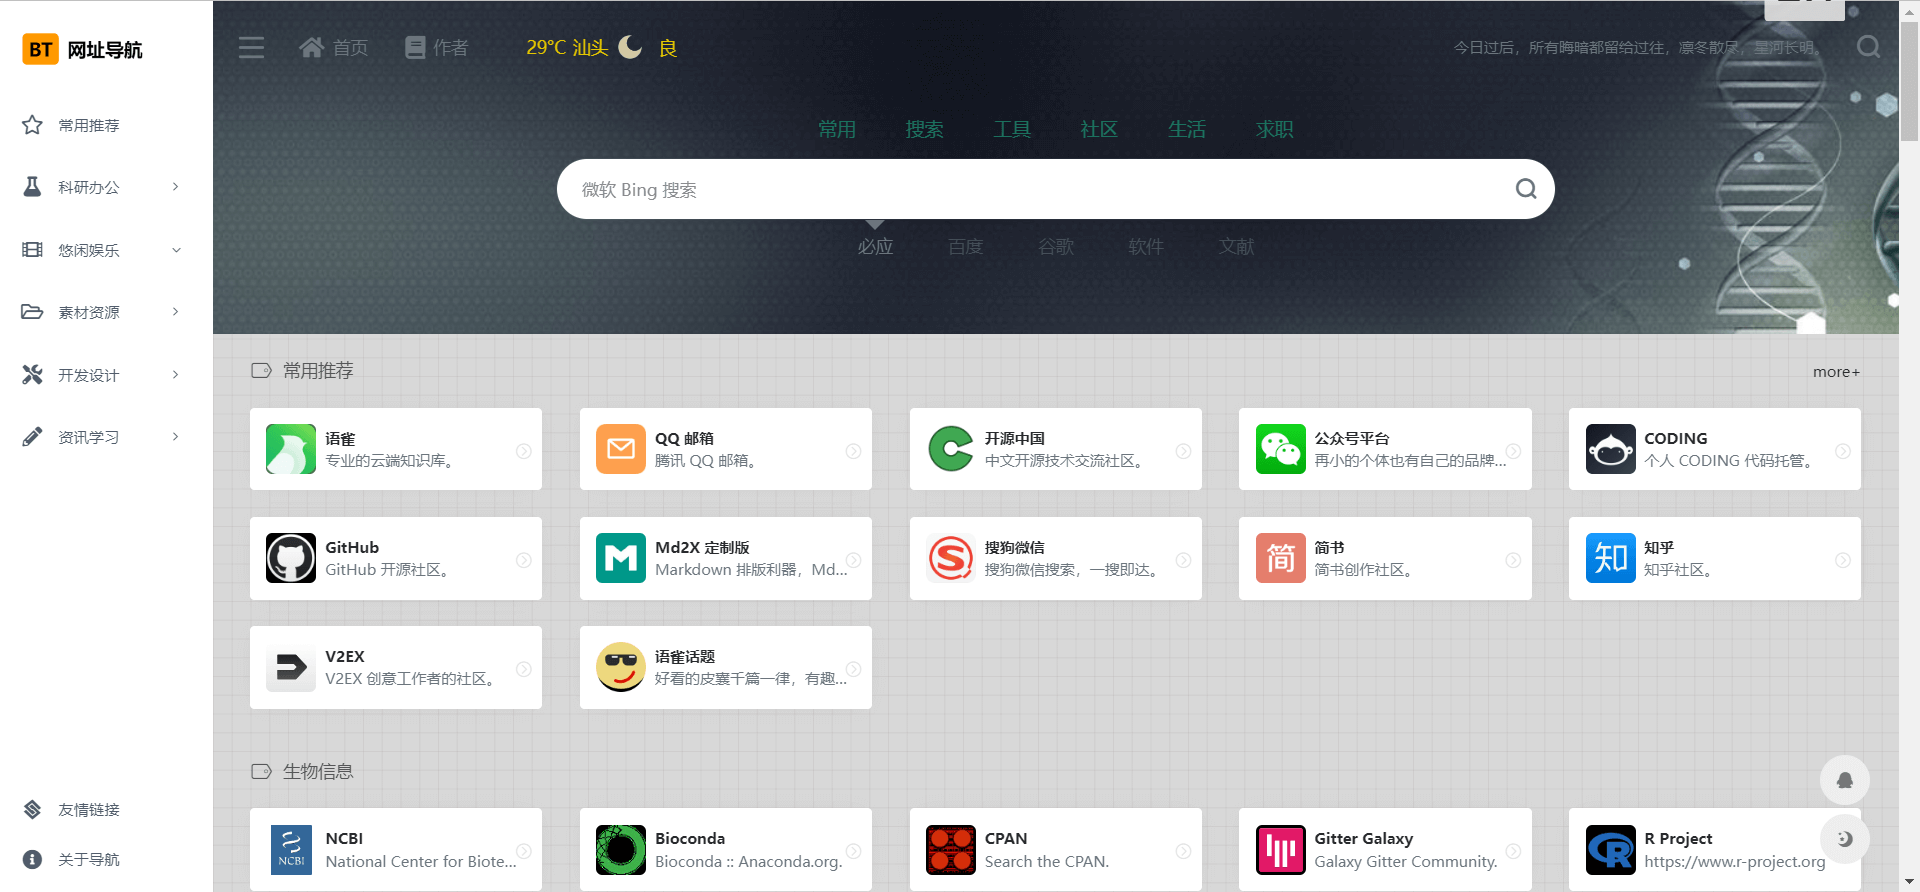 BT 网址导航
常用推荐
科研办公
悠闲娱乐
素材资源
开发设计
资讯学习
友情链接
关于导航
首页
作者
29°C 汕头 良
今日过后，所有晦暗都留给过往，凛冬散尽，星河长明。
常用 搜索 工具 社区 生活 求职
微软 Bing 搜索
必应 百度 谷歌 软件 文献
常用推荐
more+
语雀
专业的云端知识库。
QQ 邮箱
腾讯 QQ 邮箱。
开源中国
中文开源技术交流社区。
公众号平台
再小的个体也有自己的品牌...
CODING
个人 CODING 代码托管。
GitHub
GitHub 开源社区。
M
Md2X 定制版
Markdown 排版利器，Md...
S
搜狗微信
搜狗微信搜索，一搜即达。
简
简书
简书创作社区。
知
知乎
知乎社区。
V2EX
V2EX 创意工作者的社区。
语雀话题
好看的皮囊千篇一律，有趣...
生物信息
NCBI
NCBI
National Center for Biote...
Bioconda
Bioconda :: Anaconda.org.
CPAN
Search the CPAN.
Gitter Galaxy
Galaxy Gitter Community.
R
R Project
https://www.r-project.org